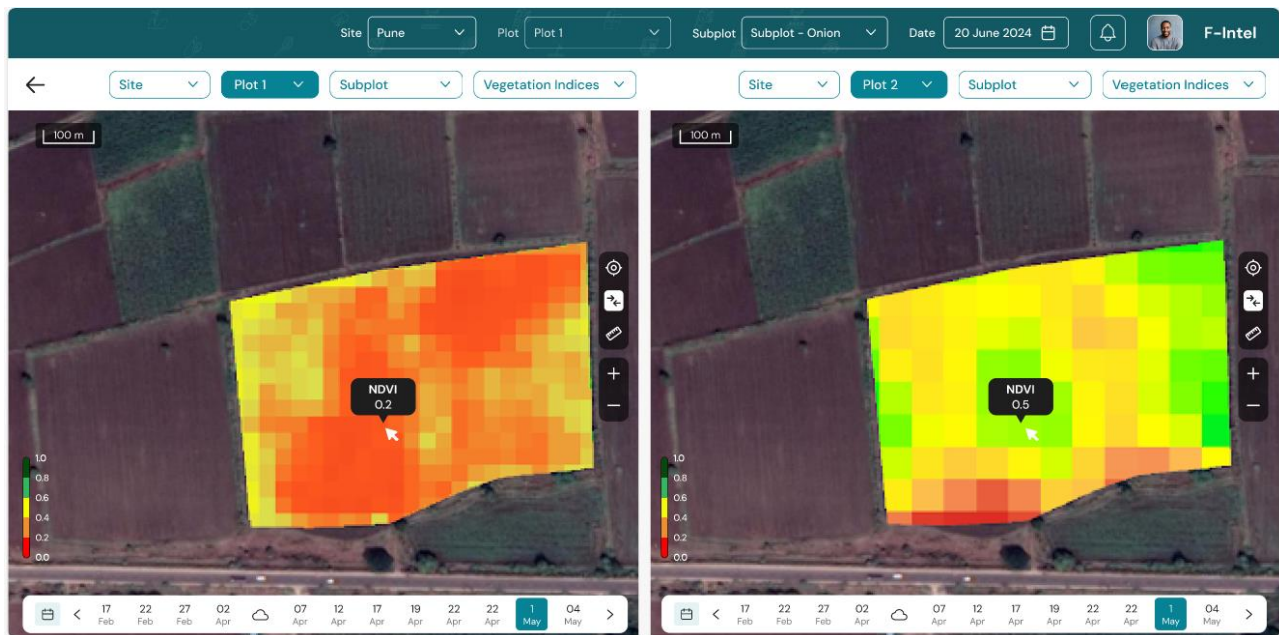 Site Pune Plot Plot 1 Subplot Subplot - Onion Date 20 June 2024 F-Intel
Site Plot 1 Subplot Vegetation Indices
Site Plot 2 Subplot Vegetation Indices
100 m
NDVI
0.2
1.0
0.8
0.6
0.4
0.2
0.0
17 22 27 02 07 12 17 19 22 22 1 04
Feb Feb Feb Apr Apr Apr Apr Apr Apr Apr May May
100 m
NDVI
0.5
1.0
0.8
0.6
0.4
0.2
0.0
17 22 27 02 07 12 17 19 22 22 1 04
Feb Feb Feb Apr Apr Apr Apr Apr Apr Apr May May